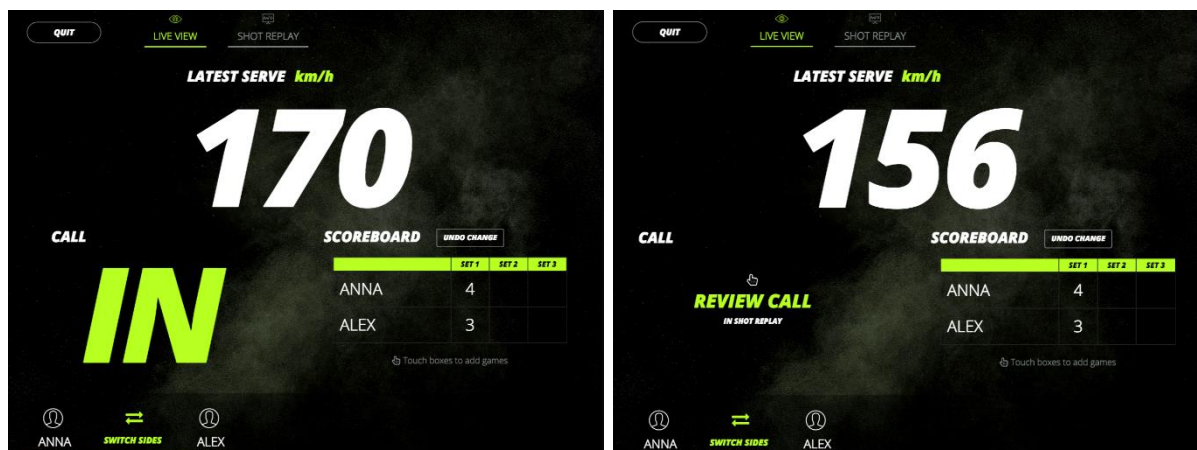 QUIT
LIVE VIEW
SHOT REPLAY
LATEST SERVE km/h
170
CALL
IN
SCOREBOARD UNDO CHANGE
SET 1 SET 2 SET 3
ANNA 4
ALEX 3
Touch boxes to add games
ANNA SWITCH SIDES ALEX
QUIT
LIVE VIEW
SHOT REPLAY
LATEST SERVE km/h
156
CALL
REVIEW CALL
IN SHOT REPLAY
SCOREBOARD UNDO CHANGE
SET 1 SET 2 SET 3
ANNA 4
ALEX 3
Touch boxes to add games
ANNA SWITCH SIDES ALEX